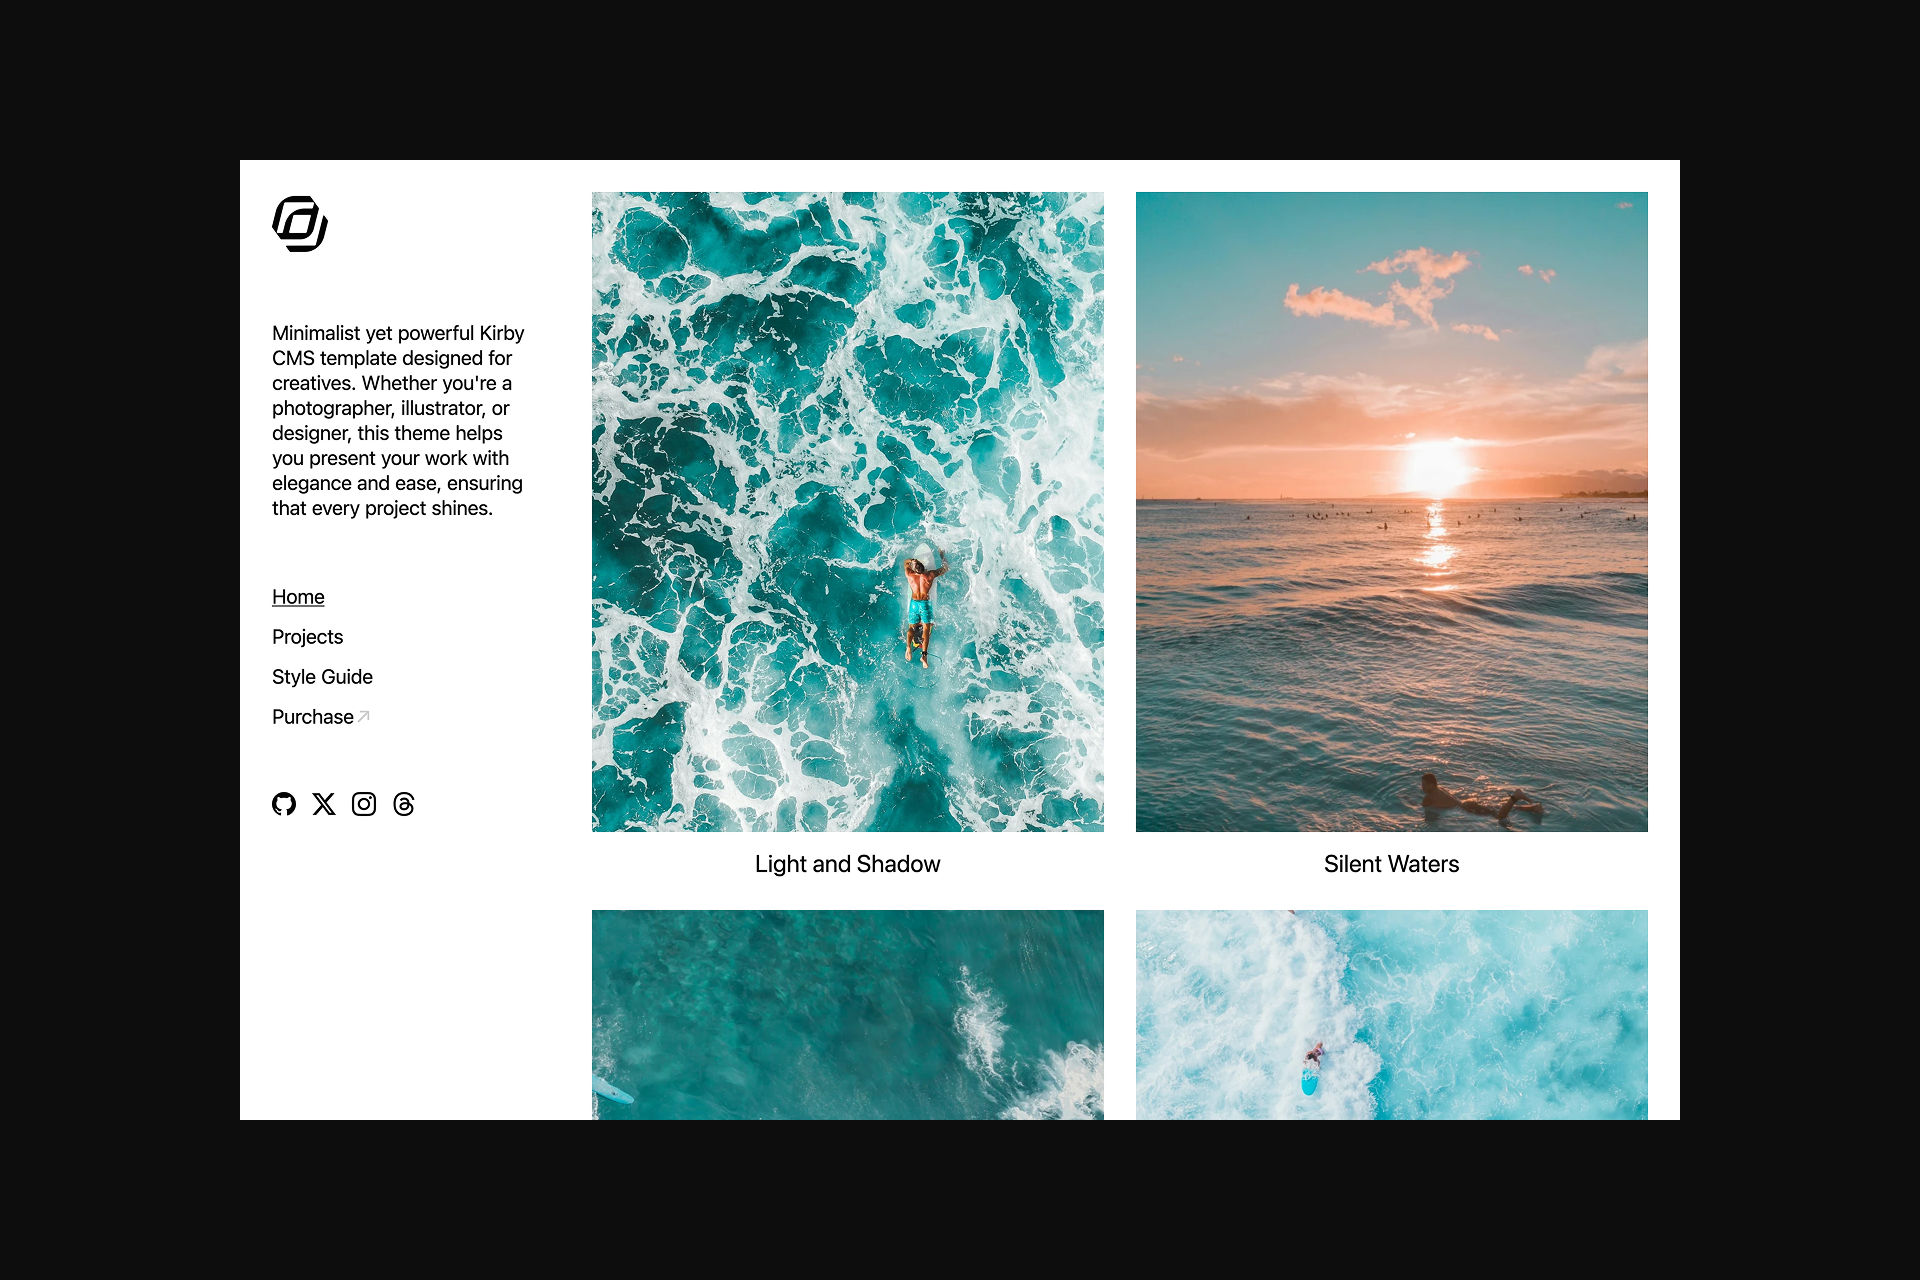 Minimalist yet powerful Kirby
CMS template designed for
creatives. Whether you're a
photographer, illustrator, or
designer, this theme helps
you present your work with
elegance and ease, ensuring
that every project shines.
Home
Projects
Style Guide
Purchase
Light and Shadow
Silent Waters